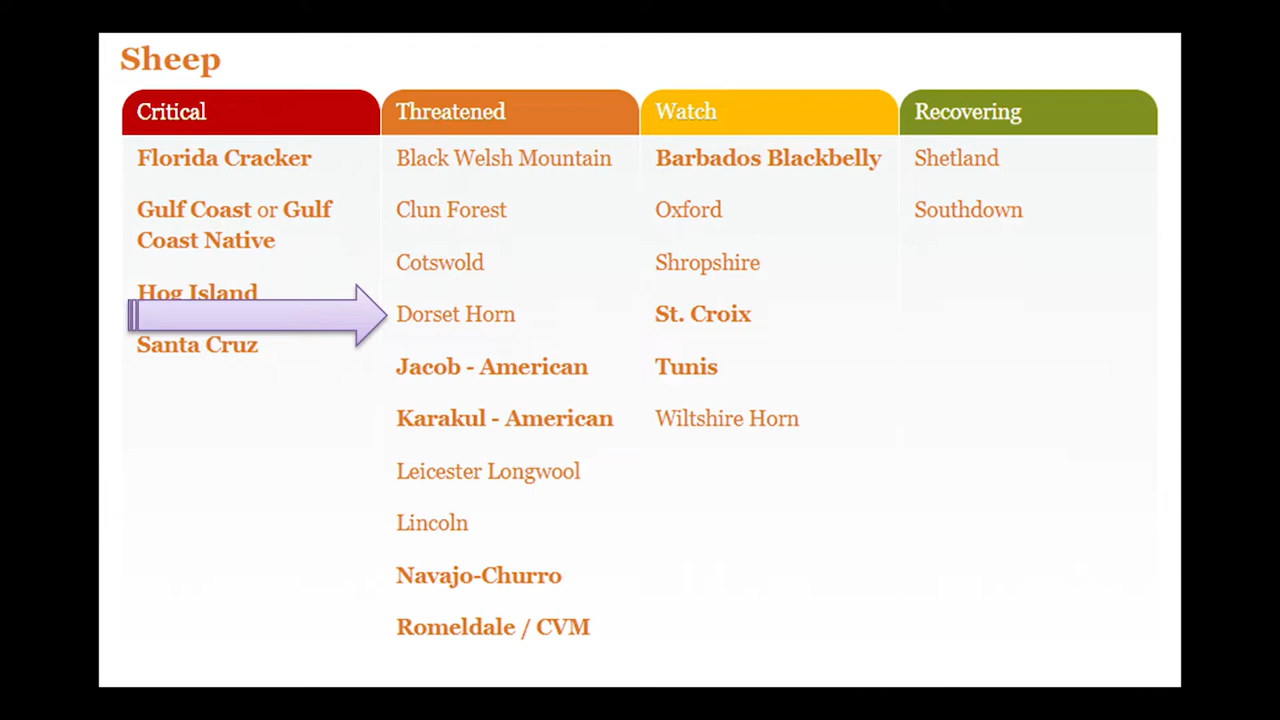 Sheep
Critical
Threatened
Watch
Recovering
Florida Cracker
Gulf Coast or Gulf
Coast Native
Hog Island
Santa Cruz
Black Welsh Mountain
Clun Forest
Cotswold
Dorset Horn
Jacob - American
Karakul - American
Leicester Longwool
Lincoln
Navajo-Churro
Romeldale / CVM
Barbados Blackbelly
Oxford
Shropshire
St. Croix
Tunis
Wiltshire Horn
Shetland
Southdown